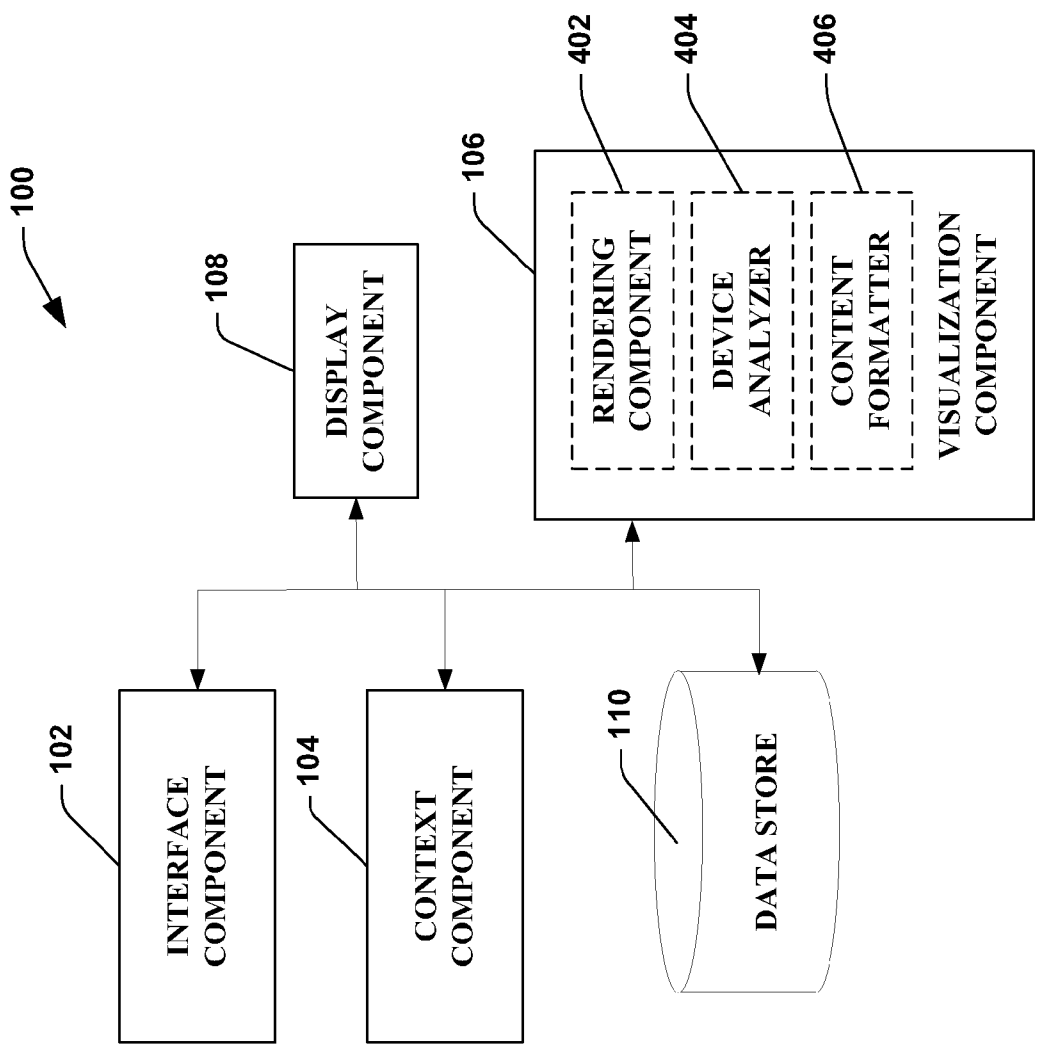 100
102
INTERFACE
COMPONENT
108
DISPLAY
COMPONENT
104
CONTEXT
COMPONENT
106
402
RENDERING
COMPONENT
404
DEVICE
ANALYZER
406
CONTENT
FORMATTER
VISUALIZATION
COMPONENT
110
DATA STORE